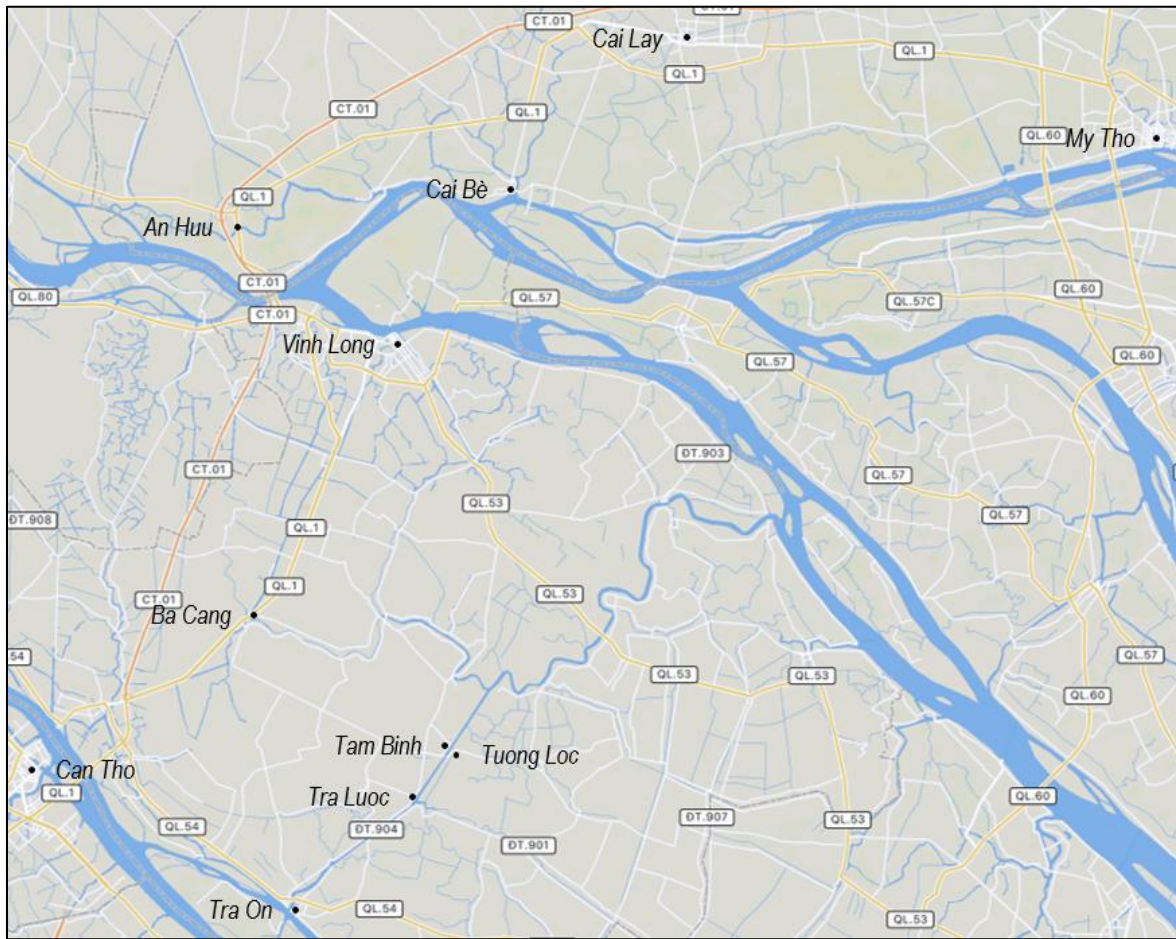 CT.01
CT.01
Cai Lay
QL.1
QL.1
CT.01
QL.1
QL.60
My Tho
Cai Bè
QL.1
An Huu
CT.01
QL.80
QL.57
QL.57C
QL.60
CT.01
Vinh Long
QL.60
QL.57
ĐT.903
CT.01
QL.57
QL.53
QL.57
ĐT.908
QL.1
QL.1
QL.53
CT.01
Ba Cang
.54
QL.57
QL.53
QL.53
QL.60
Tam Binh
Tuong Loc
Can Tho
QL.1
Tra Luoc
QL.60
ĐT.907
QL.53
QL.54
ĐT.904
ĐT.901
Tra On
QL.54
QL.53